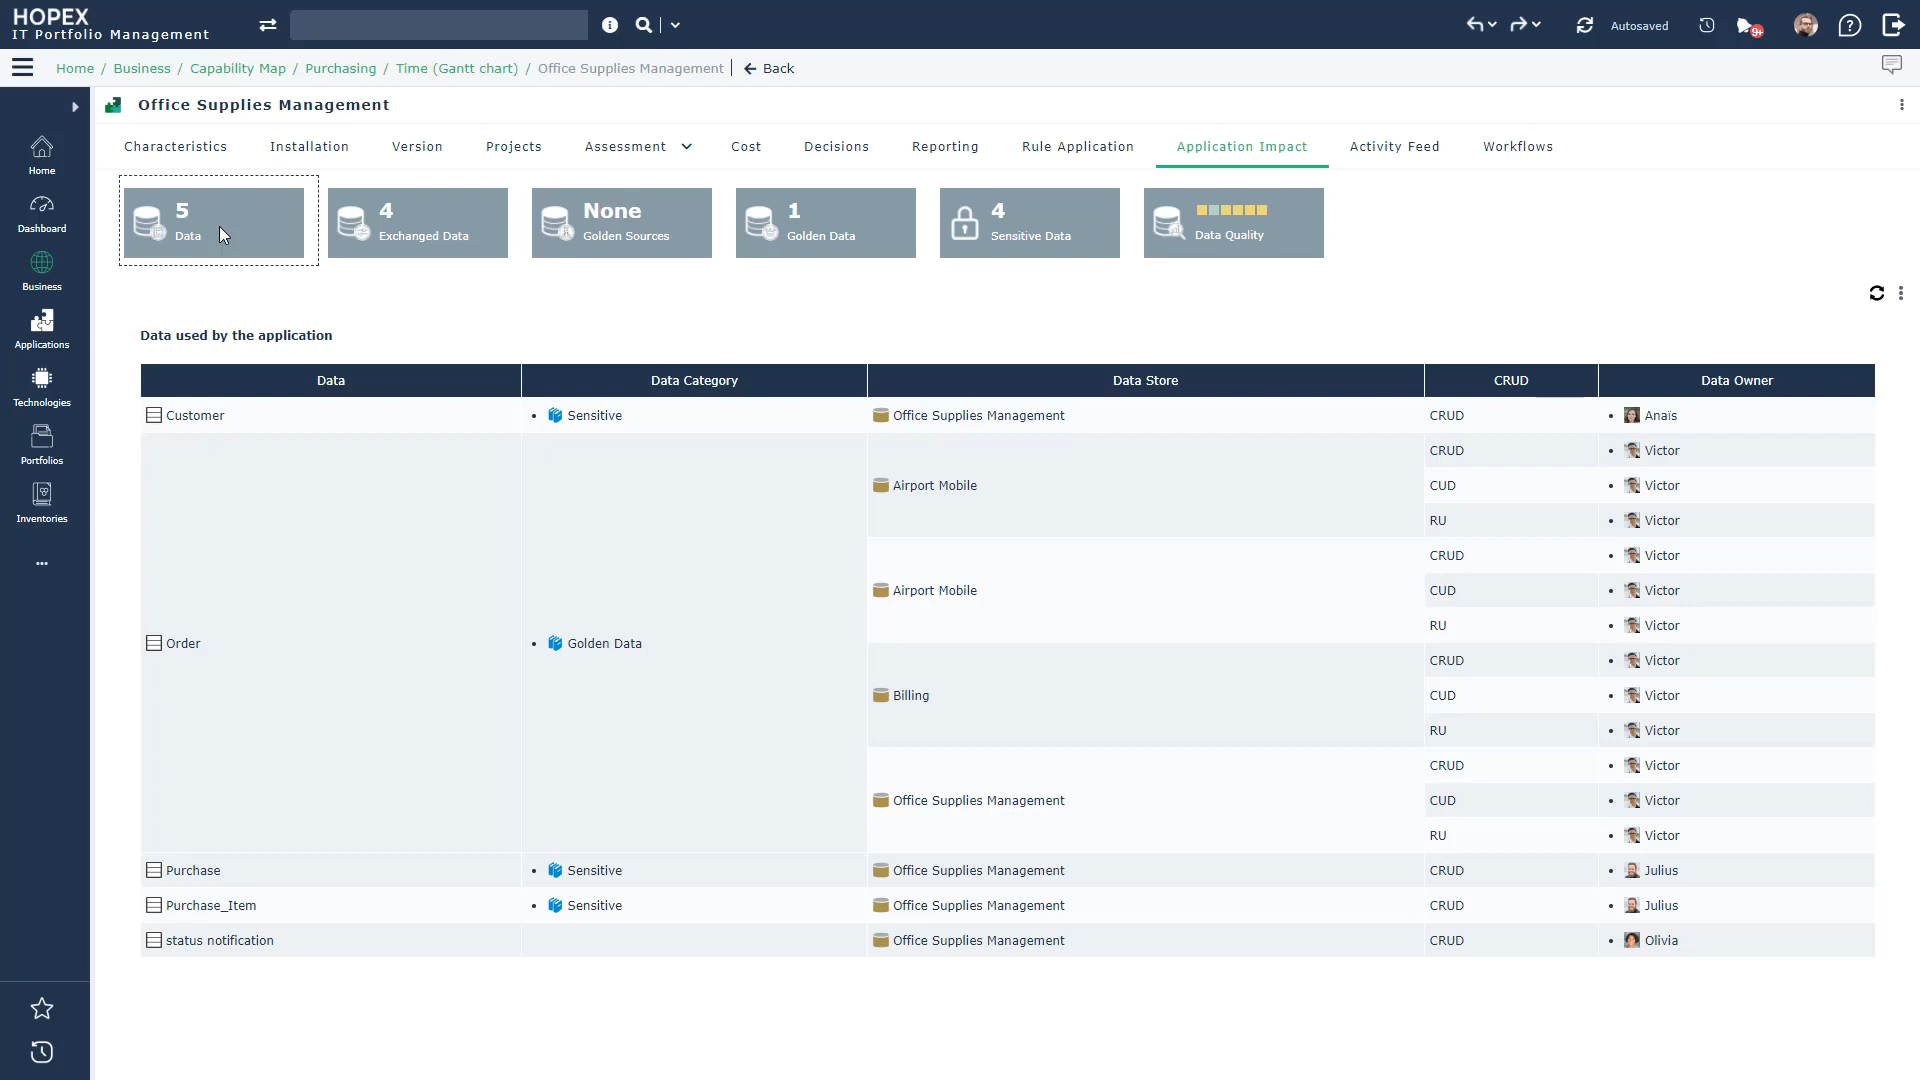 HOPEX
IT Portfolio Management
Autosaved
9+
Home / Business / Capability Map / Purchasing / Time (Gantt chart) / Office Supplies Management
Back
Office Supplies Management
Characteristics
Installation
Version
Projects
Assessment
Cost
Decisions
Reporting
Rule Application
Application Impact
Activity Feed
Workflows
Home
Dashboard
Business
Applications
Technologies
Portfolios
Inventories
...
5
Data
4
Exchanged Data
None
Golden Sources
1
Golden Data
4
Sensitive Data
Data Quality
Data used by the application
Data Data Category Data Store CRUD Data Owner
Customer • Sensitive Office Supplies Management CRUD • Anaïs
Order • Golden Data
Airport Mobile
CRUD • Victor
CUD • Victor
RU • Victor
Airport Mobile
CRUD • Victor
CUD • Victor
RU • Victor
Billing
CRUD • Victor
CUD • Victor
RU • Victor
Office Supplies Management
CRUD • Victor
CUD • Victor
RU • Victor
Purchase • Sensitive Office Supplies Management CRUD • Julius
Purchase_Item • Sensitive Office Supplies Management CRUD • Julius
status notification Office Supplies Management CRUD • Olivia